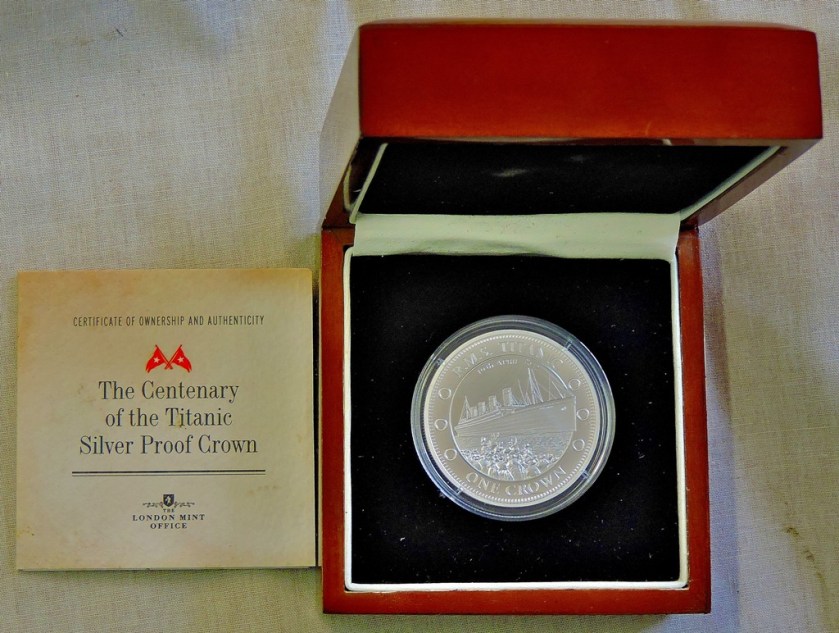 CERTIFICATE OF OWNERSHIP AND AUTHENTICITY
The Centenary
of the Titanic
Silver Proof Crown
THE
LONDON MINT
OFFICE
R.M.S. TITANIC
ONE CROWN